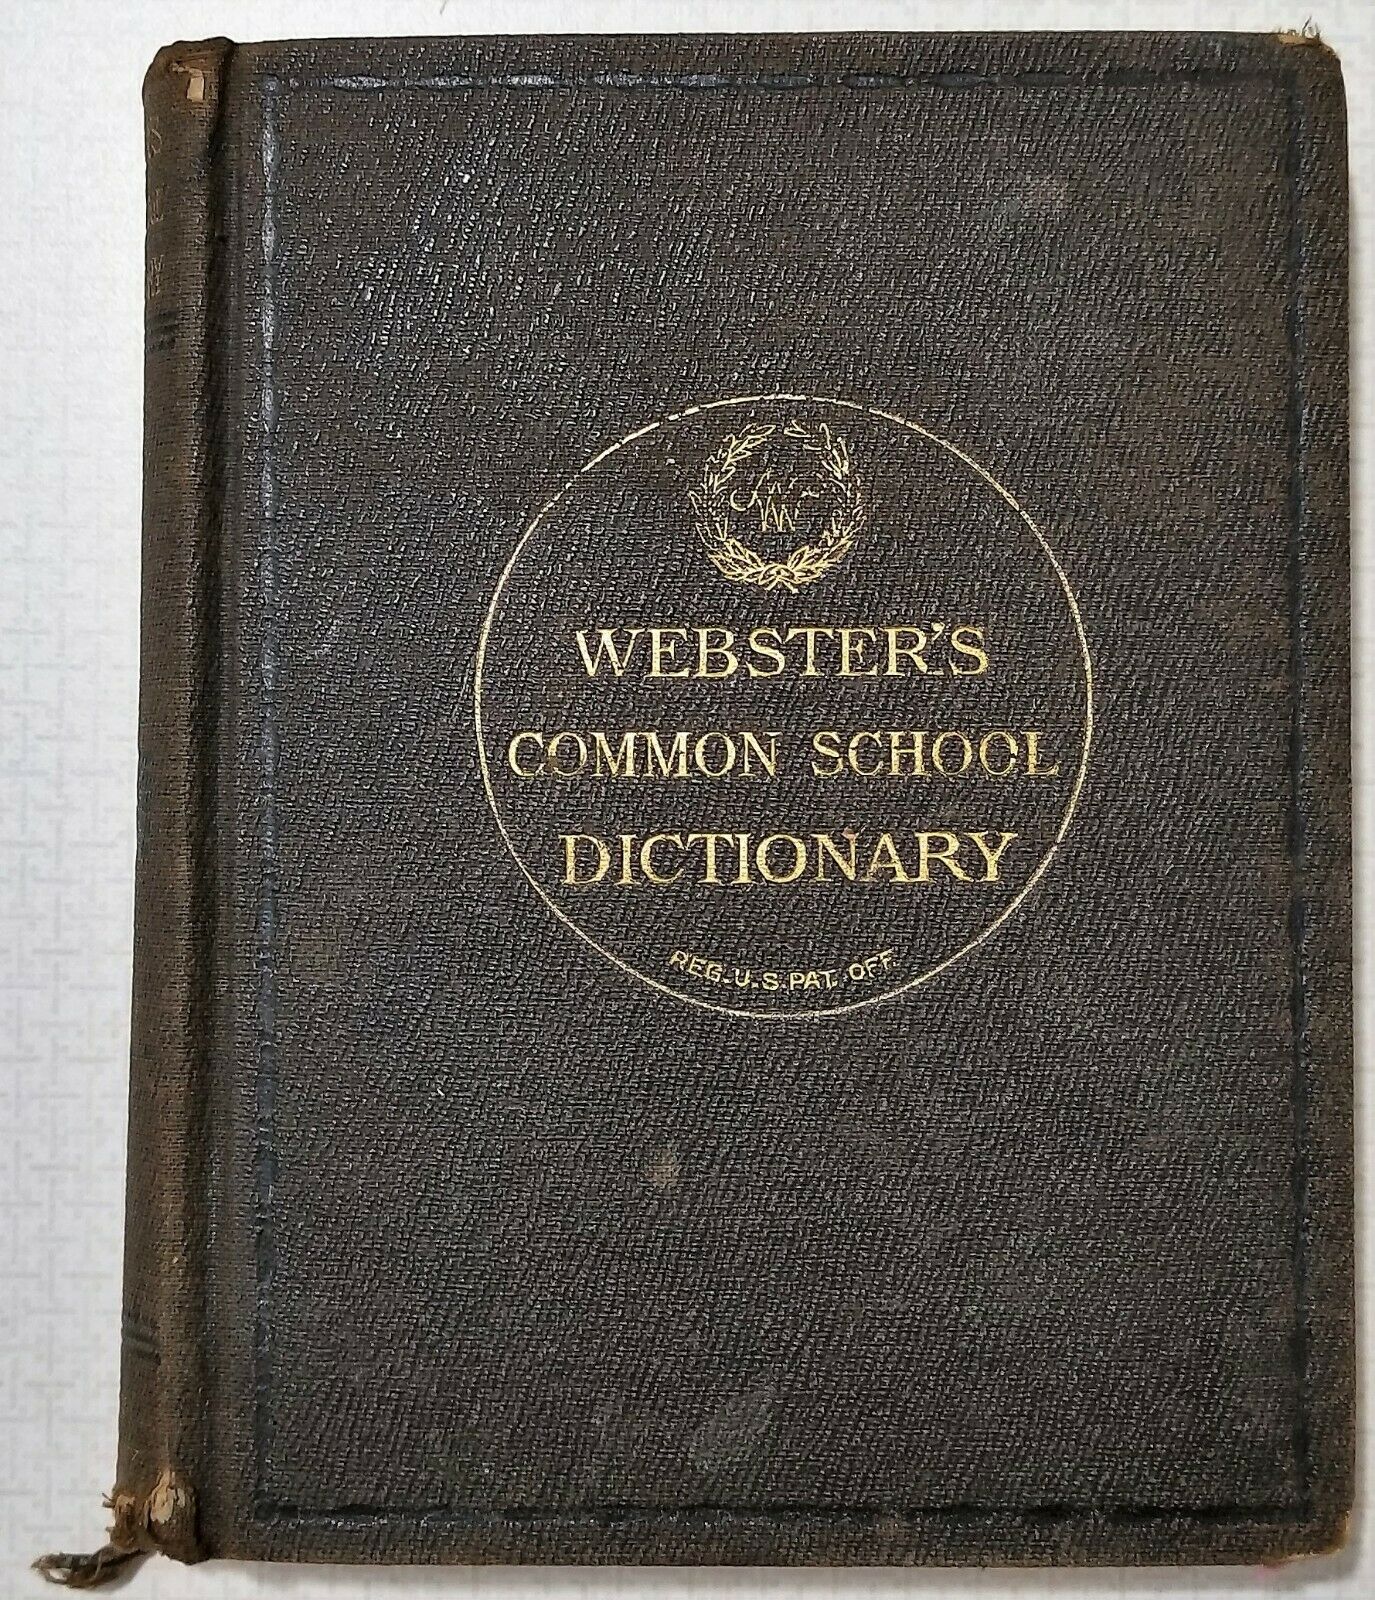 WEBSTER'S
COMMON SCHOOL
DICTIONARY
REG. U.S. PAT. OFF.